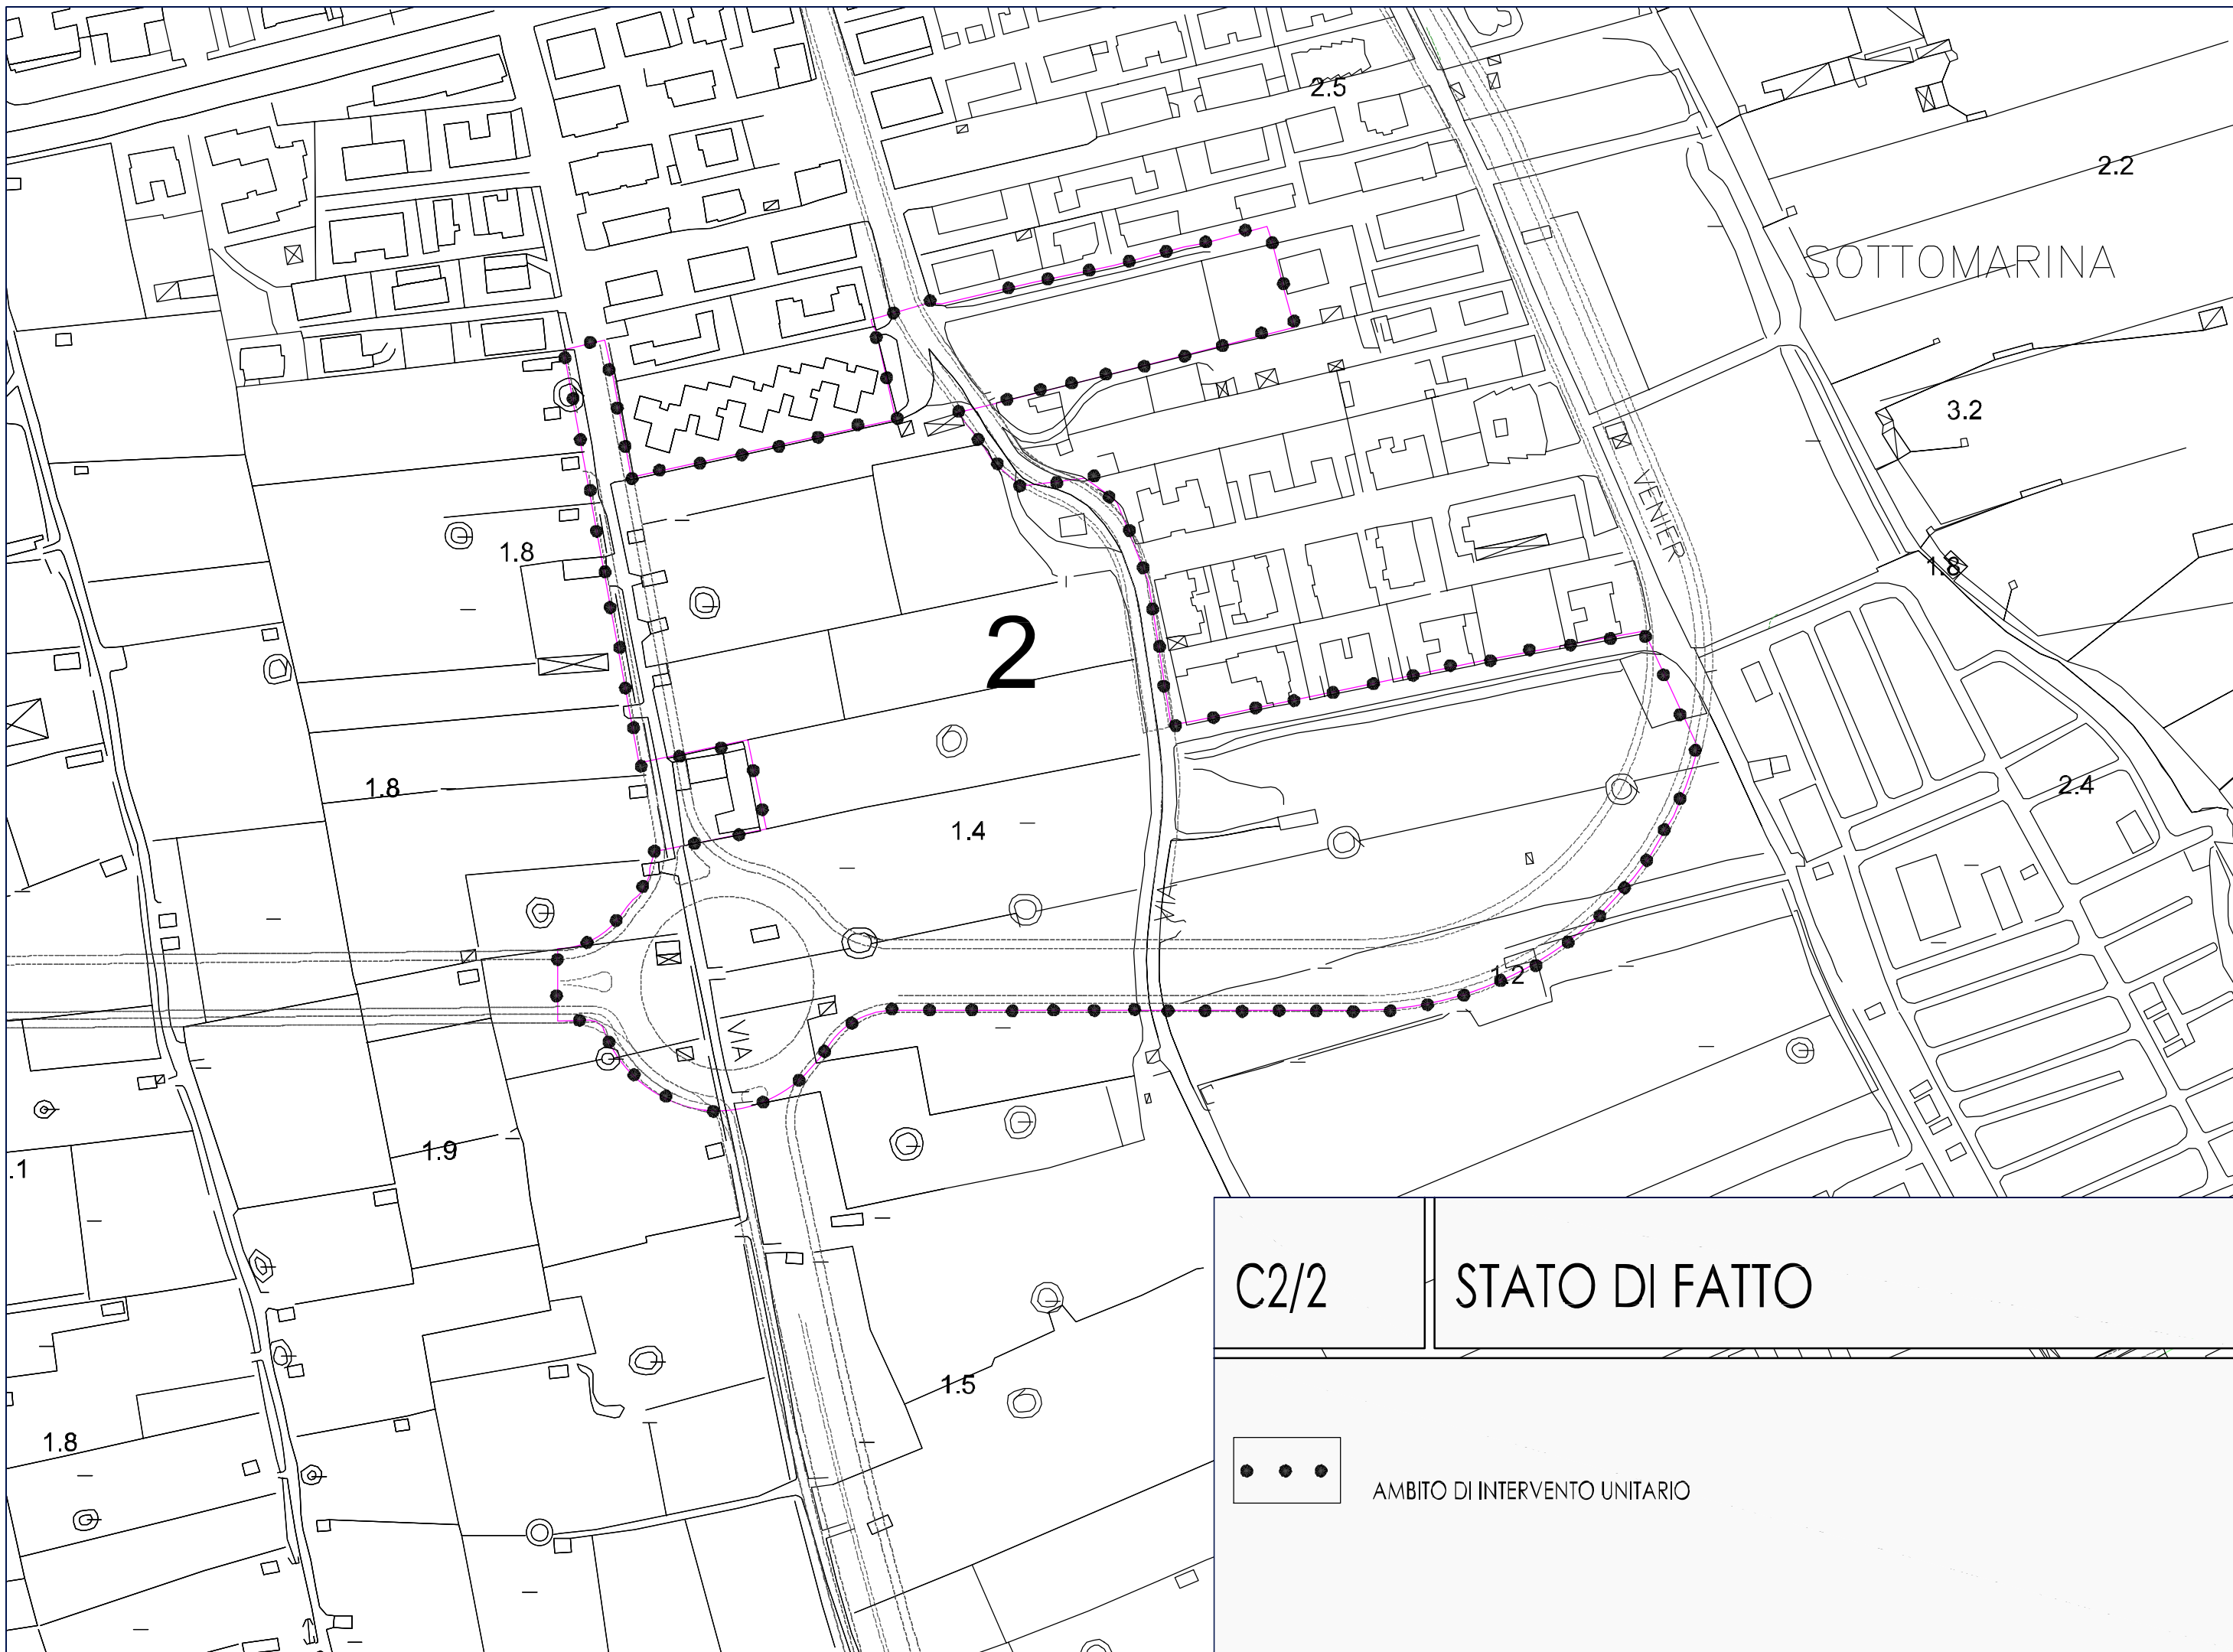 2.5
2.2
SOTTOMARINA
3.2
VENIER
1.8
1.8
2
1.8
2.4
1.4
VIA
1.2
VIA
1.9
.1
C2/2 STATO DI FATTO
1.5
1.8
AMBITO DI INTERVENTO UNITARIO